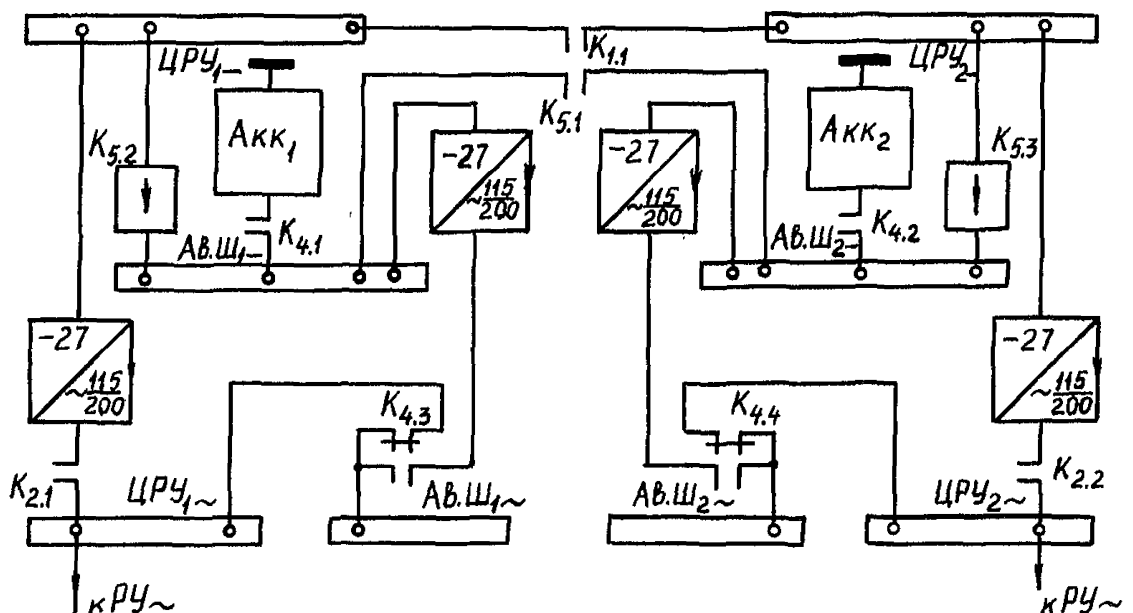 ЦРУ1– K1.1 ЦРУ2–
K5.2 Акк1 -27 ~115/200 K5.1 -27 ~115/200 Акк2 K5.3
АВ.Ш1– K4.1 АВ.Ш2– K4.2
-27 ~115/200 -27 ~115/200
K4.3 K4.4
K2.1 ЦРУ1~ АВ.Ш1~ АВ.Ш2~ ЦРУ2~ K2.2
кРУ~ кРУ~